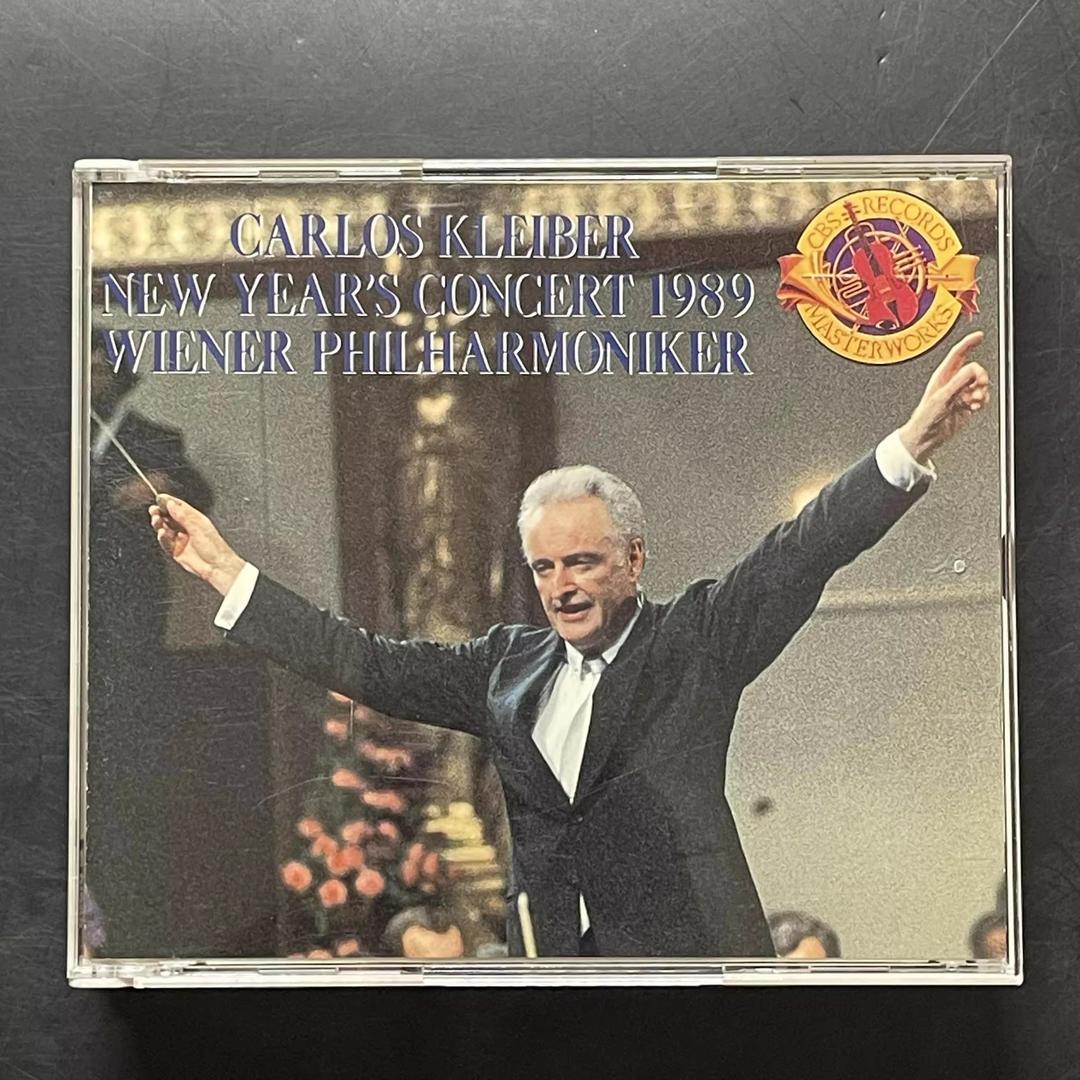 CARLOS KLEIBER
NEW YEAR'S CONCERT 1989
WIENER PHILHARMONIKER
CBS RECORDS
MASTERWORKS